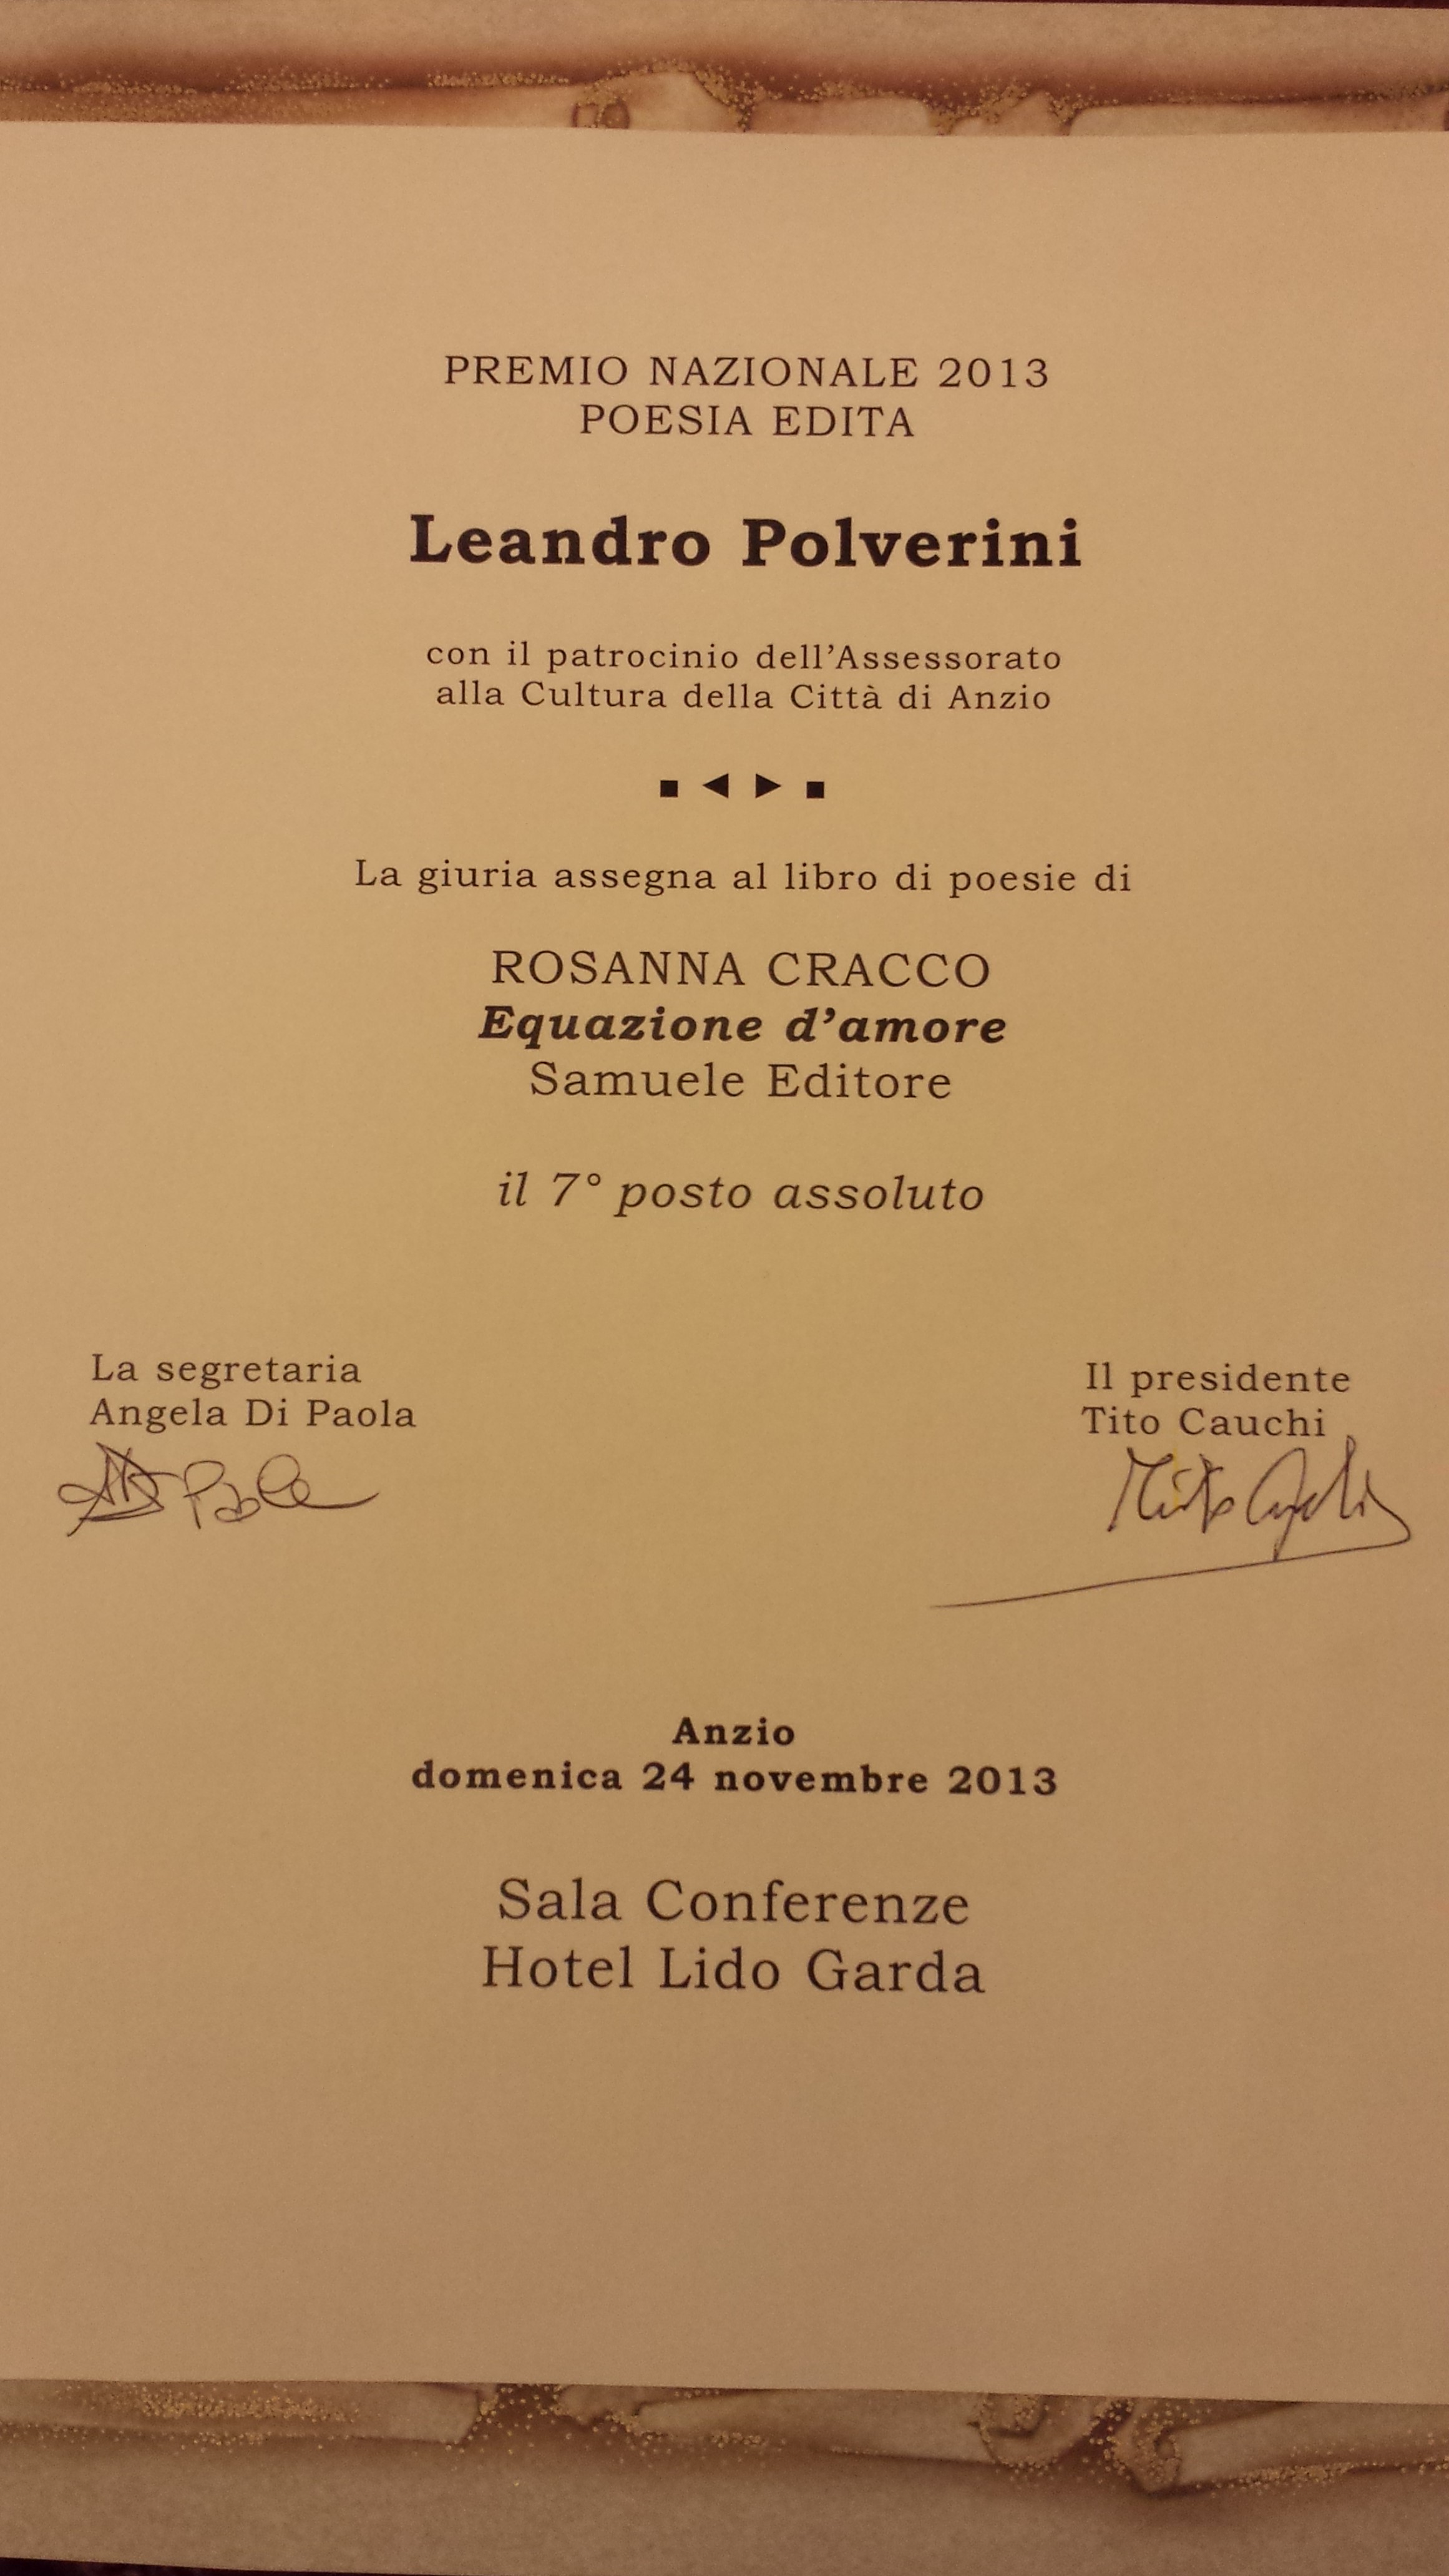 PREMIO NAZIONALE 2013
POESIA EDITA
Leandro Polverini
con il patrocinio dell'Assessorato
alla Cultura della Città di Anzio
La giuria assegna al libro di poesie di
ROSANNA CRACCO
Equazione d'amore
Samuele Editore
il 7° posto assoluto
La segretaria
Angela Di Paola
Il presidente
Tito Cauchi
Anzio
domenica 24 novembre 2013
Sala Conferenze
Hotel Lido Garda